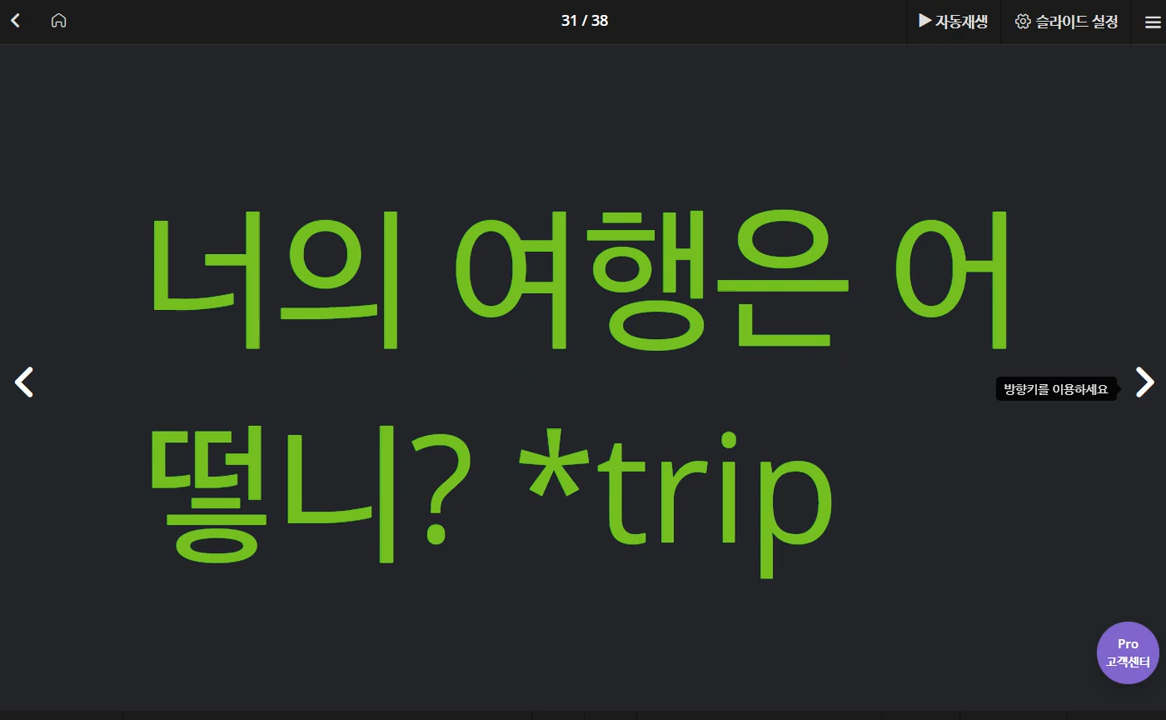 31 / 38
▶ 자동재생
슬라이드 설정
너의 여행은 어
떻니? *trip
방향키를 이용하세요
Pro
고객센터